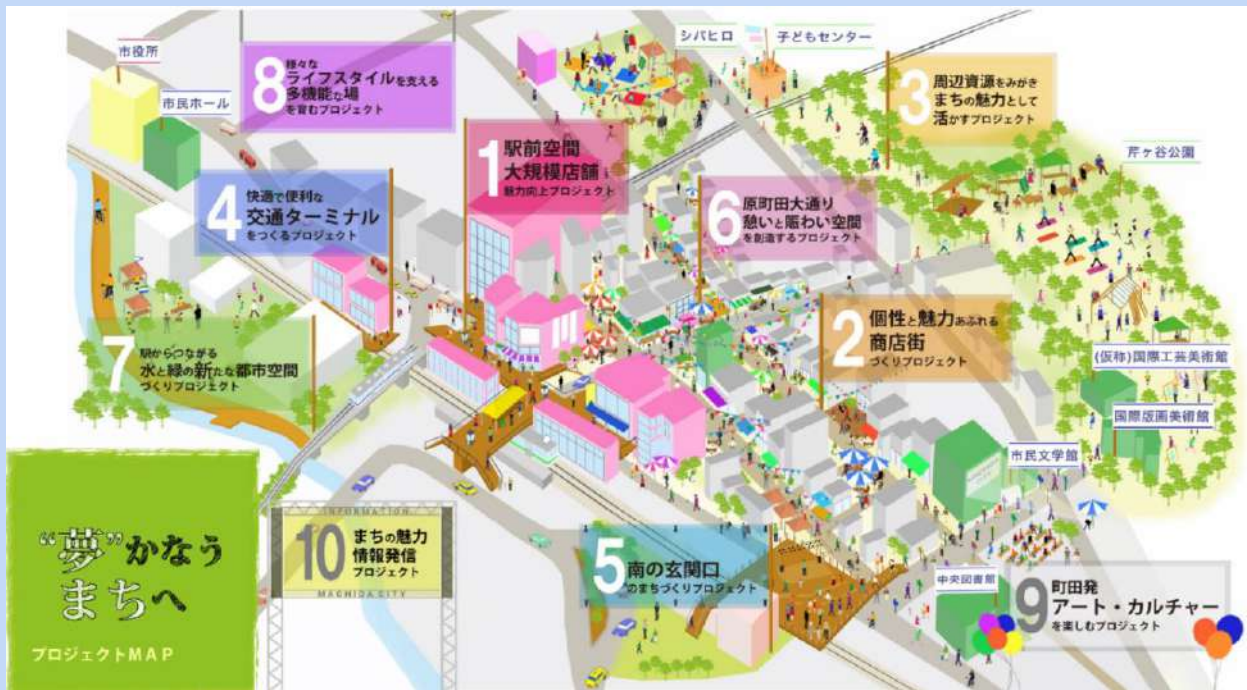 市役所
市民ホール
8
様々な
ライフスタイルを支える
多機能な場
を育むプロジェクト
シバヒロ
子どもセンター
3
周辺資源をみがき
まちの魅力として
活かすプロジェクト
芹ヶ谷公園
1
駅前空間
大規模店舗の
魅力向上プロジェクト
4
快適で便利な
交通ターミナル
をつくるプロジェクト
6
原町田大通り
憩いと賑わい空間
を創造するプロジェクト
7
駅からつながる
水と緑の新たな都市空間
づくりプロジェクト
2
個性と魅力あふれる
商店街
づくりプロジェクト
(仮称)国際工芸美術館
国際版画美術館
市民文学館
"夢"かなう
まちへ
プロジェクトMAP
INFORMATION
10
まちの魅力
情報発信
プロジェクト
MACHIDA CITY
5
南の玄関口
のまちづくりプロジェクト
中央図書館
9
町田発
アート・カルチャー
を楽しむプロジェクト